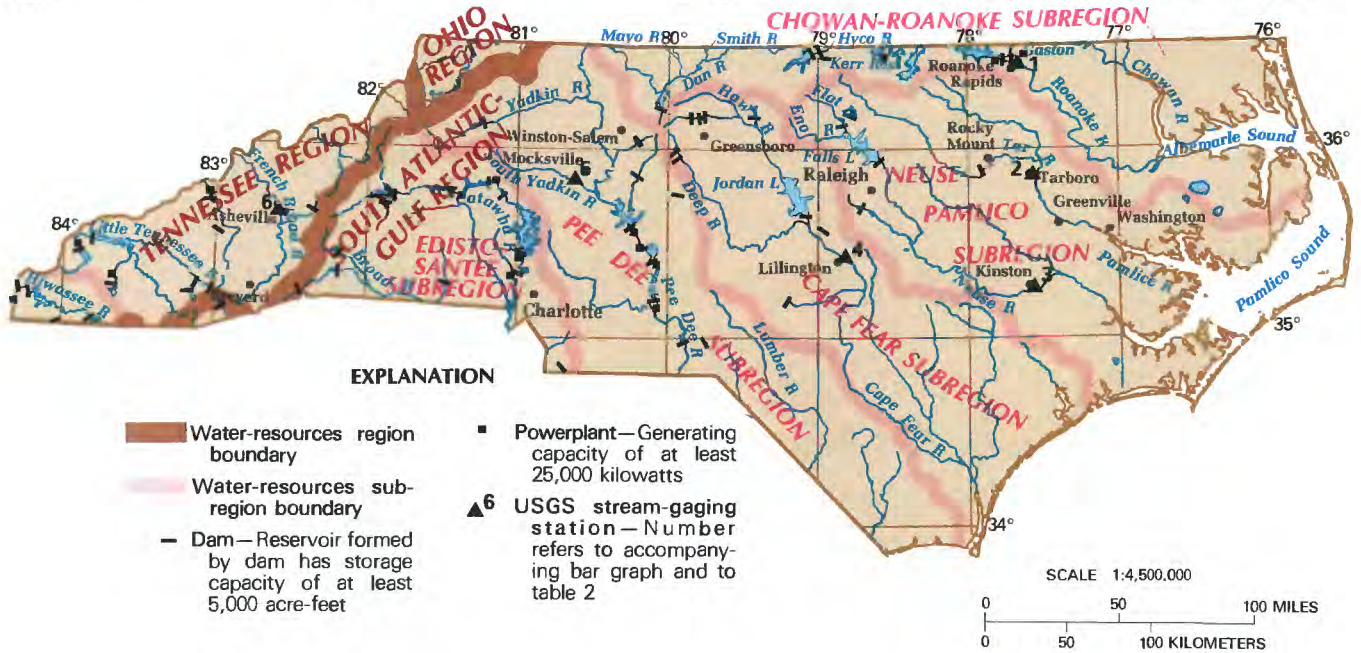 CHOWAN-ROANOKE SUBREGION
OHIO REGION
81°
80°
Mayo R
Smith R
79°
Hyco R
78°
77°
76°
82°
Dan R
Kerr
Roanoke Rapids
Gaston
1
Chowan R
Roanoke R
Yadkin R
Haw R
Flat
Eno R
Winston-Salem
Greensboro
Rocky Mount
Tar R
Albemarle Sound
36°
TENNESSEE REGION
SOUTH ATLANTIC-GULF REGION
83°
French Broad R
Mocksville
5
South Yadkin R
Falls L
Raleigh
NEUSE
2
Tarboro
84°
6
Asheville
Catawba R
Jordan L
Deep R
PAMLICO
Greenville
Washington
Little Tennessee
EDISTO-SANTEE SUBREGION
PEE DEE
SUBREGION
Lillington
4
SUBREGION
Kinston
3
Pamlico R
Pamlico Sound
Hiwassee R
Brevard
Broad
Charlotte
Pee Dee R
Lumber R
CAPE FEAR SUBREGION
Neuse R
35°
Cape Fear R
34°
EXPLANATION
Water-resources region
boundary
Water-resources sub-
region boundary
Dam—Reservoir formed
by dam has storage
capacity of at least
5,000 acre-feet
Powerplant—Generating
capacity of at least
25,000 kilowatts
6 USGS stream-gaging
station—Number
refers to accompany-
ing bar graph and to
table 2
SCALE 1:4,500.000
0 50 100 MILES
0 50 100 KILOMETERS